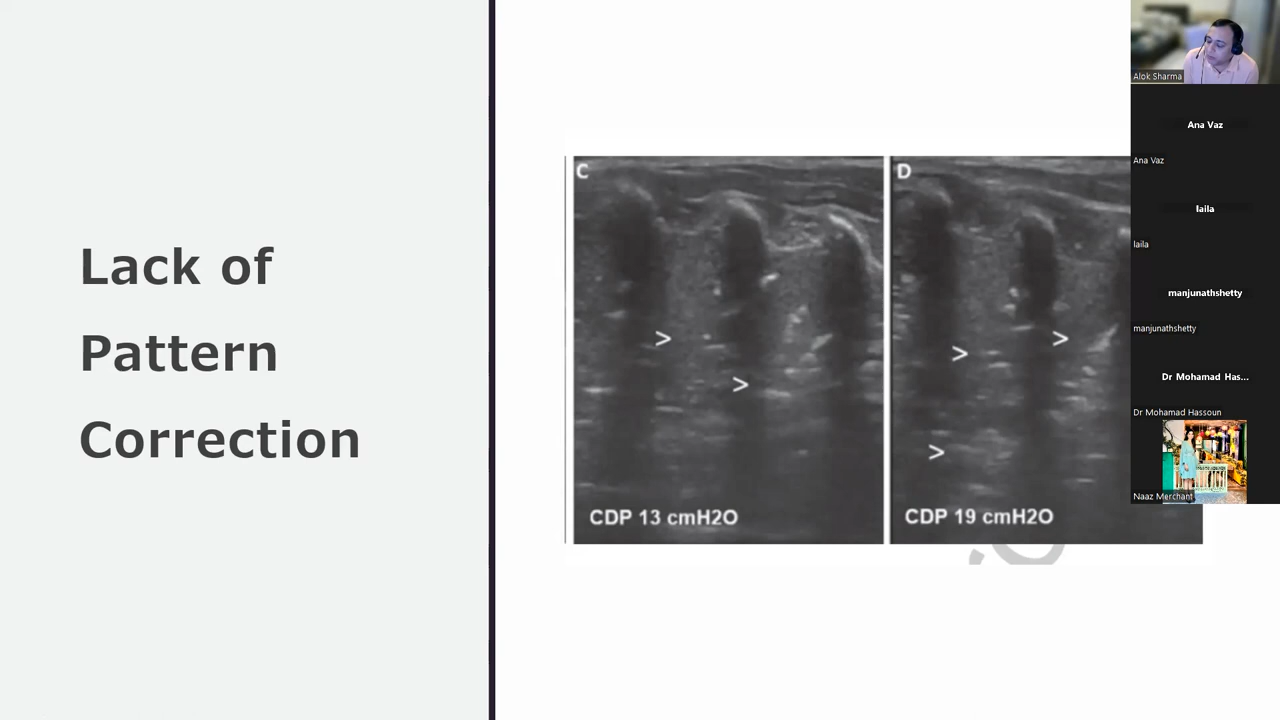 Lack of
Pattern
Correction
C
CDP 13 cmH2O
D
CDP 19 cmH2O
Alok Sharma
Ana Vaz
Ana Vaz
laila
laila
manjunathshetty
manjunathshetty
Dr Mohamad Has...
Dr Mohamad Hassoun
Naaz Merchant